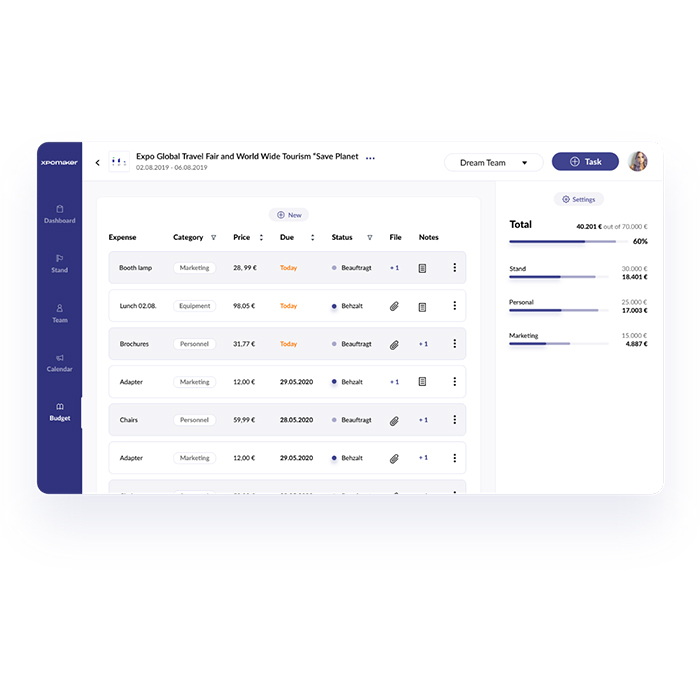 xpomaker
Expo Global Travel Fair and World Wide Tourism "Save Planet ...
02.08.2019 - 06.08.2019
Dream Team
Task
Dashboard
Stand
Team
Calendar
Budget
New
Expense Category Price Due Status File Notes
Booth lamp Marketing 28, 99 € Today Beauftragt + 1
Lunch 02.08. Equipment 98,05 € Today Behzalt
Brochures Personnel 31,77 € Today Beauftragt + 1
Adapter Marketing 12,00 € 29.05.2020 Behzalt + 1
Chairs Personnel 59,99 € 28.05.2020 Beauftragt + 1
Adapter Marketing 12,00 € 29.05.2020 Behzalt + 1
Settings
Total 40.201 € out of 70.000 €
60%
Stand 30.000 €
18.401 €
Personal 25.000 €
17.003 €
Marketing 15.000 €
4.887 €